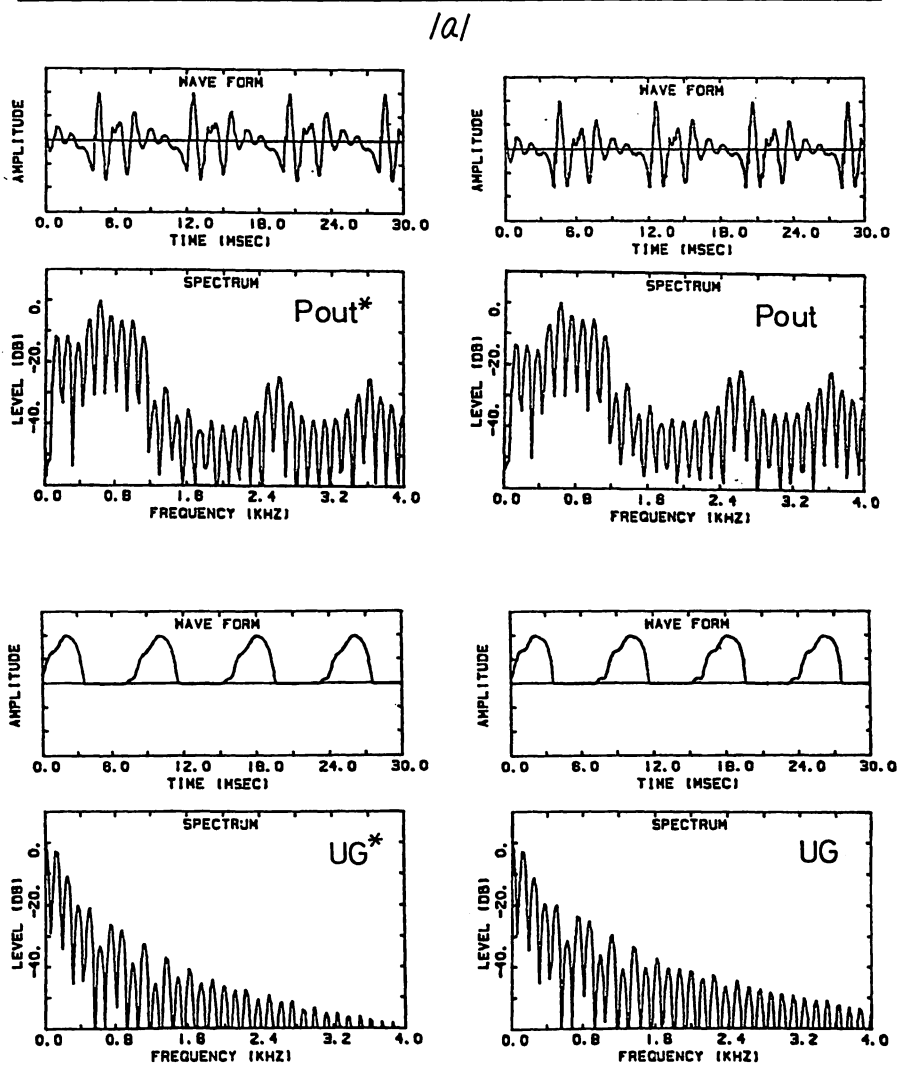 /a/
WAVE FORM
AMPLITUDE
0.0 6.0 12.0 18.0 24.0 30.0
TIME [MSEC]
WAVE FORM
AMPLITUDE
0.0 6.0 12.0 18.0 24.0 30.0
TIME [MSEC]
SPECTRUM
Pout*
LEVEL [DB]
0. -20. -40.
0.0 0.8 1.6 2.4 3.2 4.0
FREQUENCY [KHZ]
SPECTRUM
Pout
LEVEL [DB]
0. -20. -40.
0.0 0.8 1.6 2.4 3.2 4.0
FREQUENCY [KHZ]
WAVE FORM
AMPLITUDE
0.0 6.0 12.0 18.0 24.0 30.0
TIME [MSEC]
WAVE FORM
AMPLITUDE
0.0 6.0 12.0 18.0 24.0 30.0
TIME [MSEC]
SPECTRUM
UG*
LEVEL [DB]
0. -20. -40.
0.0 0.8 1.6 2.4 3.2 4.0
FREQUENCY [KHZ]
SPECTRUM
UG
LEVEL [DB]
0. -20. -40.
0.0 0.8 1.6 2.4 3.2 4.0
FREQUENCY [KHZ]